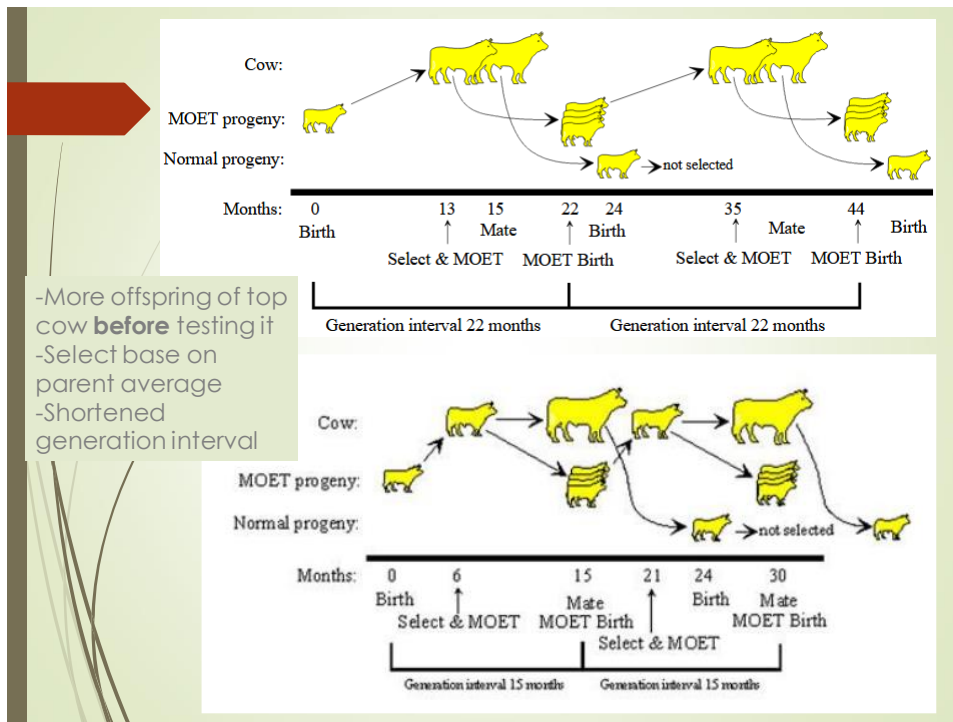 Cow:
MOET progeny:
Normal progeny:
not selected
Months: 0 13 15 22 24 35 44
Birth Mate Birth Mate Birth
Select & MOET MOET Birth Select & MOET MOET Birth
Generation interval 22 months Generation interval 22 months
-More offspring of top
cow before testing it
-Select base on
parent average
-Shortened
generation interval
Cow:
MOET progeny:
Normal progeny:
not selected
Months: 0 6 15 21 24 30
Birth Mate Birth Mate
Select & MOET MOET Birth MOET Birth
Select & MOET
Generation interval 15 months Generation interval 15 months